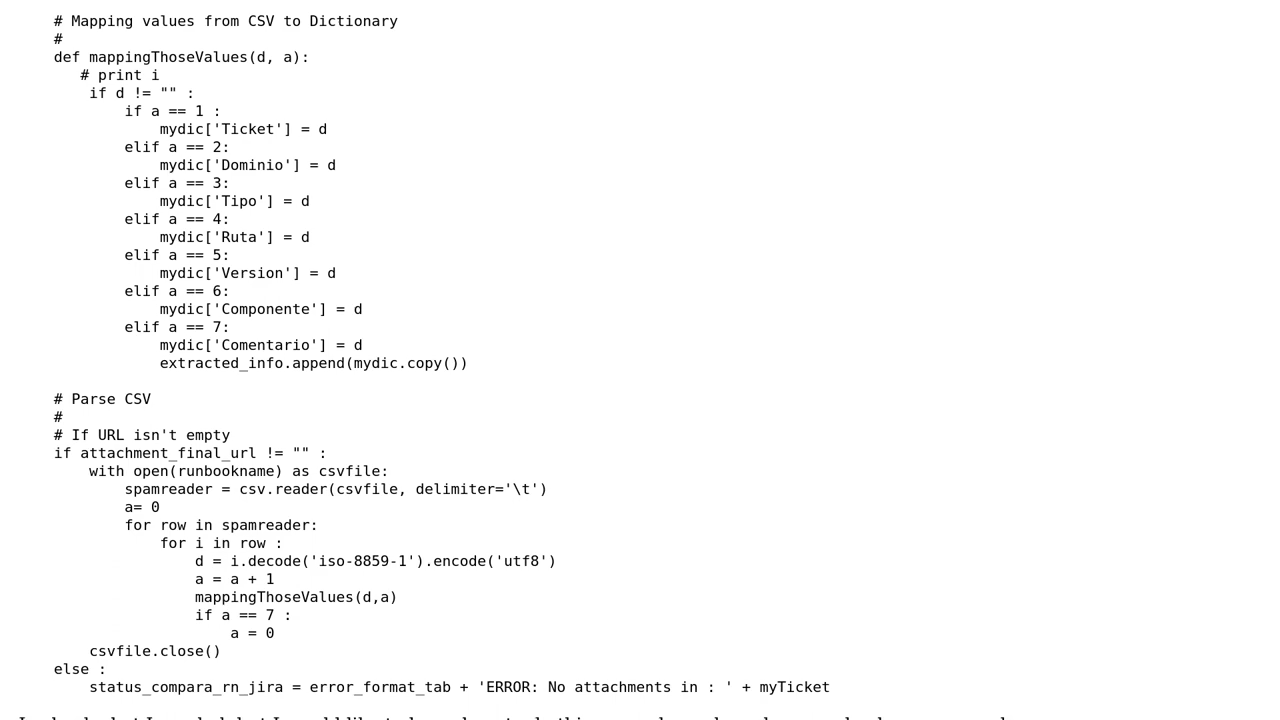 # Mapping values from CSV to Dictionary
#
def mappingThoseValues(d, a):
   # print i
    if d != "" :
        if a == 1 :
            mydic['Ticket'] = d
        elif a == 2:
            mydic['Dominio'] = d
        elif a == 3:
            mydic['Tipo'] = d
        elif a == 4:
            mydic['Ruta'] = d
        elif a == 5:
            mydic['Version'] = d
        elif a == 6:
            mydic['Componente'] = d
        elif a == 7:
            mydic['Comentario'] = d
            extracted_info.append(mydic.copy())

# Parse CSV
#
# If URL isn't empty
if attachment_final_url != "" :
    with open(runbookname) as csvfile:
        spamreader = csv.reader(csvfile, delimiter='\t')
        a= 0
        for row in spamreader:
            for i in row :
                d = i.decode('iso-8859-1').encode('utf8')
                a = a + 1
                mappingThoseValues(d,a)
                if a == 7 :
                    a = 0
    csvfile.close()
else :
    status_compara_rn_jira = error_format_tab + 'ERROR: No attachments in : ' + myTicket